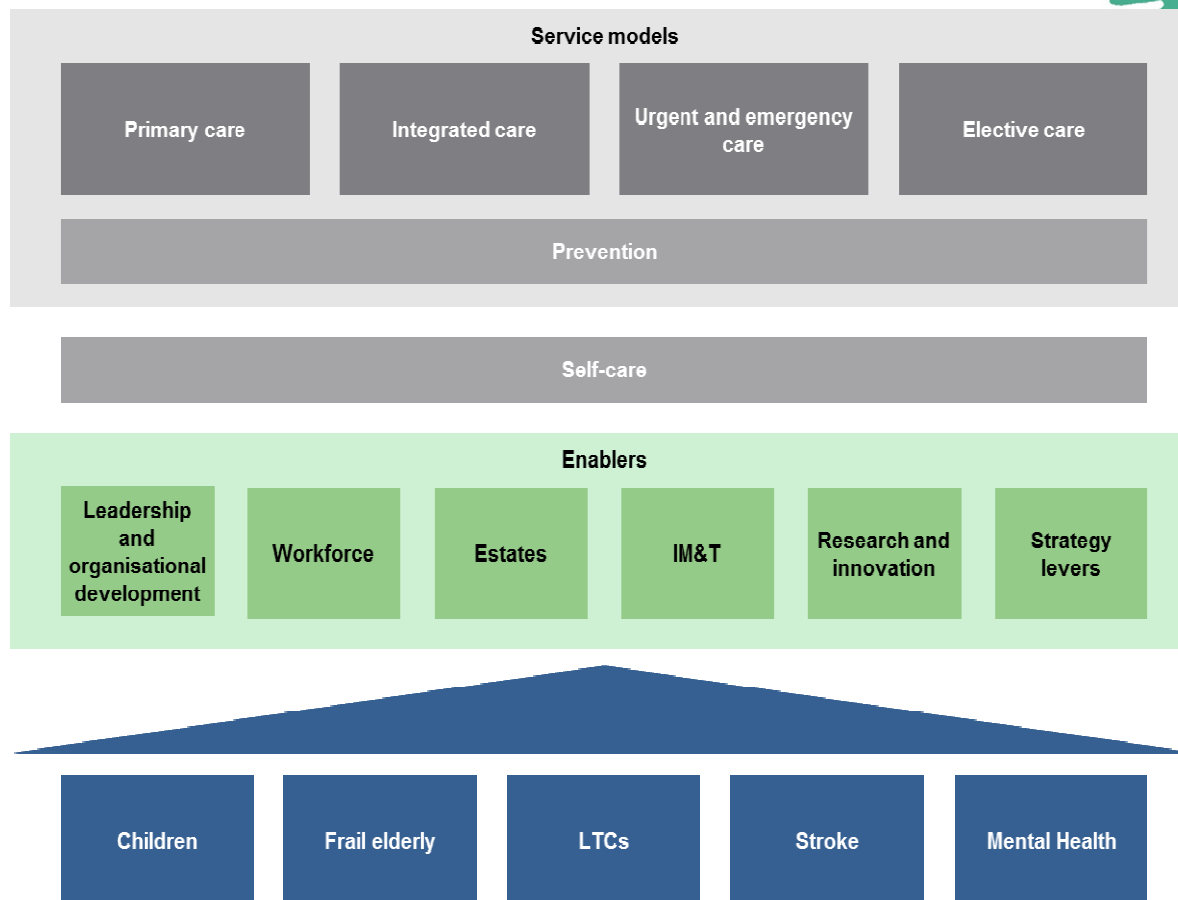 Service models
Primary care
Integrated care
Urgent and emergency
care
Elective care
Prevention
Self-care
Enablers
Leadership
and
organisational
development
Workforce
Estates
IM&T
Research and
innovation
Strategy
levers
Children
Frail elderly
LTCs
Stroke
Mental Health